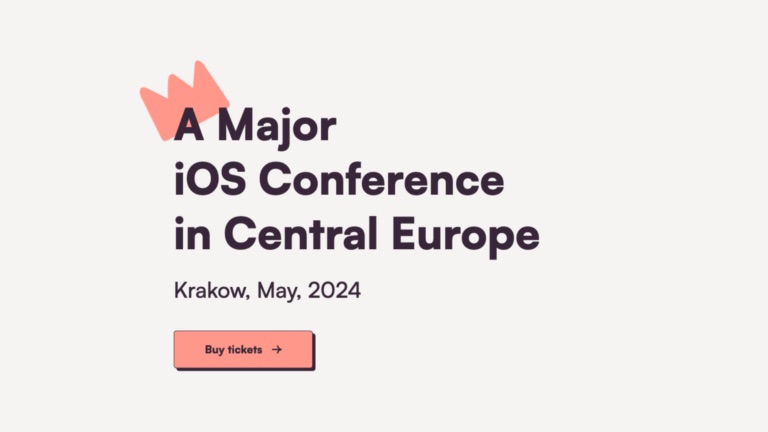 A Major
iOS Conference
in Central Europe
Krakow, May, 2024
Buy tickets →